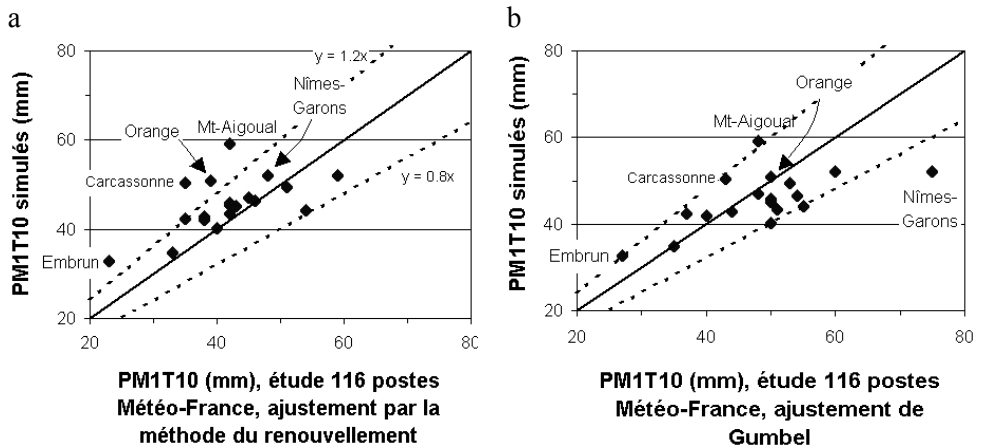 a
80
60
40
20
PM1T10 simulés (mm)
y = 1.2x
Nîmes-
Garons
Orange
Mt-Aigoual
Carcassonne
y = 0.8x
Embrun
20
40
60
80
PM1T10 (mm), étude 116 postes
Météo-France, ajustement par la
méthode du renouvellement
b
80
60
40
20
PM1T10 simulés (mm)
Orange
Mt-Aigoual
Carcassonne
Nîmes-
Garons
Embrun
20
40
60
80
PM1T10 (mm), étude 116 postes
Météo-France, ajustement de
Gumbel